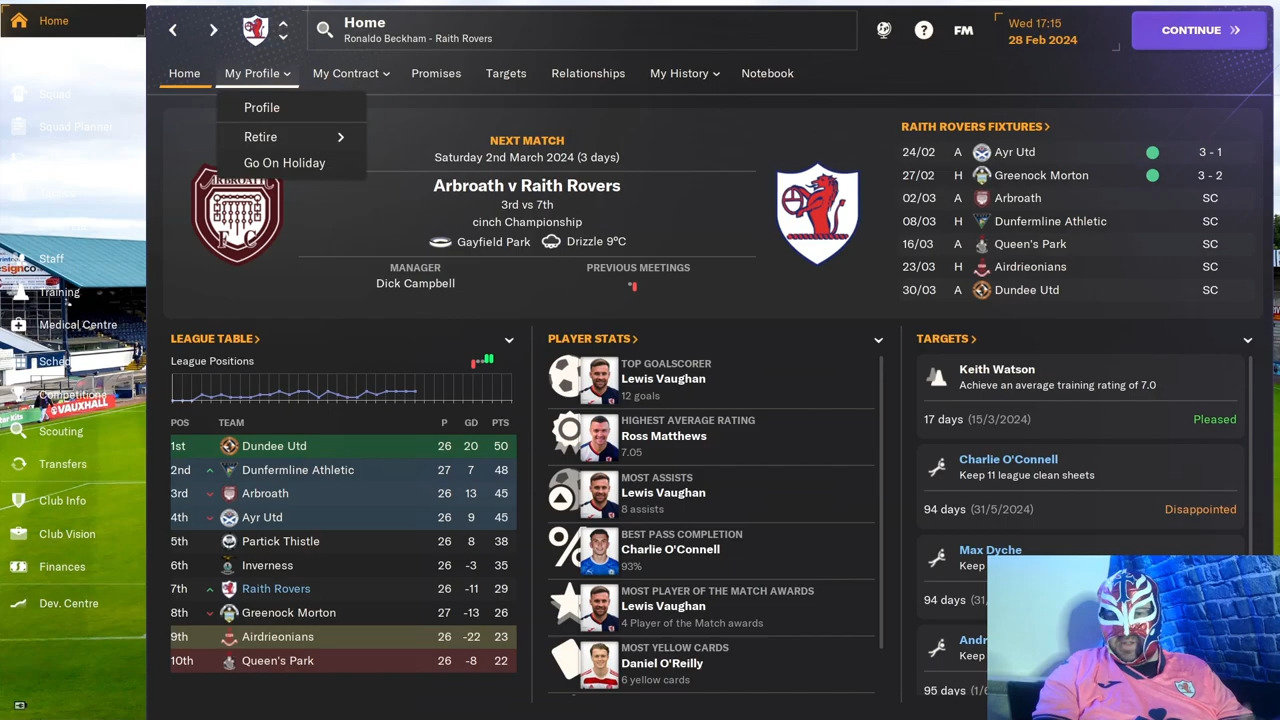 Home
Home
Ronaldo Beckham - Raith Rovers
FM
Wed 17:15
28 Feb 2024
CONTINUE
Home
My Profile
My Contract
Promises
Targets
Relationships
My History
Notebook
Profile
Retire
Go On Holiday
Squad
Squad Planner
Staff
Training
Medical Centre
Sched
Competitions
Scouting
Transfers
Club Info
Club Vision
Finances
Dev. Centre
VAUXHALL
NEXT MATCH
Saturday 2nd March 2024 (3 days)
Arbroath v Raith Rovers
3rd vs 7th
cinch Championship
Gayfield Park
Drizzle 9°C
MANAGER
Dick Campbell
PREVIOUS MEETINGS
RAITH ROVERS FIXTURES
24/02 A Ayr Utd 3 - 1
27/02 H Greenock Morton 3 - 2
02/03 A Arbroath SC
08/03 H Dunfermline Athletic SC
16/03 A Queen's Park SC
23/03 H Airdrieonians SC
30/03 A Dundee Utd SC
LEAGUE TABLE
League Positions
POS TEAM P GD PTS
1st Dundee Utd 26 20 50
2nd Dunfermline Athletic 27 7 48
3rd Arbroath 26 13 45
4th Ayr Utd 26 9 45
5th Partick Thistle 26 8 38
6th Inverness 26 -3 35
7th Raith Rovers 26 -11 29
8th Greenock Morton 27 -13 26
9th Airdrieonians 26 -22 23
10th Queen's Park 26 -8 22
PLAYER STATS
TOP GOALSCORER
Lewis Vaughan
12 goals
HIGHEST AVERAGE RATING
Ross Matthews
7.05
MOST ASSISTS
Lewis Vaughan
8 assists
BEST PASS COMPLETION
Charlie O'Connell
93%
MOST PLAYER OF THE MATCH AWARDS
Lewis Vaughan
4 Player of the Match awards
MOST YELLOW CARDS
Daniel O'Reilly
6 yellow cards
TARGETS
Keith Watson
Achieve an average training rating of 7.0
17 days (15/3/2024) Pleased
Charlie O'Connell
Keep 11 league clean sheets
94 days (31/5/2024) Disappointed
Max Dyche
Keep
94 days (31/
Andr
Keep
95 days (1/6